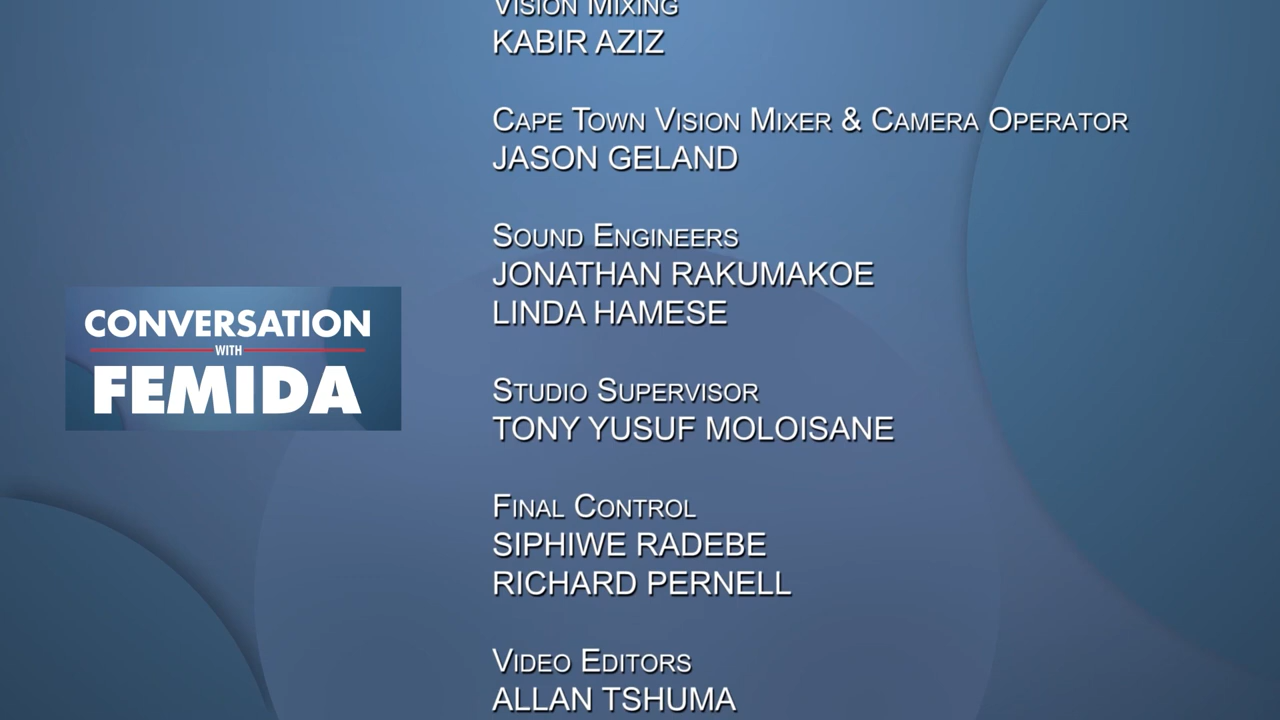 VISION MIXING
KABIR AZIZ
CAPE TOWN VISION MIXER & CAMERA OPERATOR
JASON GELAND
SOUND ENGINEERS
JONATHAN RAKUMAKOE
LINDA HAMESE
CONVERSATION
WITH
FEMIDA
STUDIO SUPERVISOR
TONY YUSUF MOLOISANE
FINAL CONTROL
SIPHIWE RADEBE
RICHARD PERNELL
VIDEO EDITORS
ALLAN TSHUMA